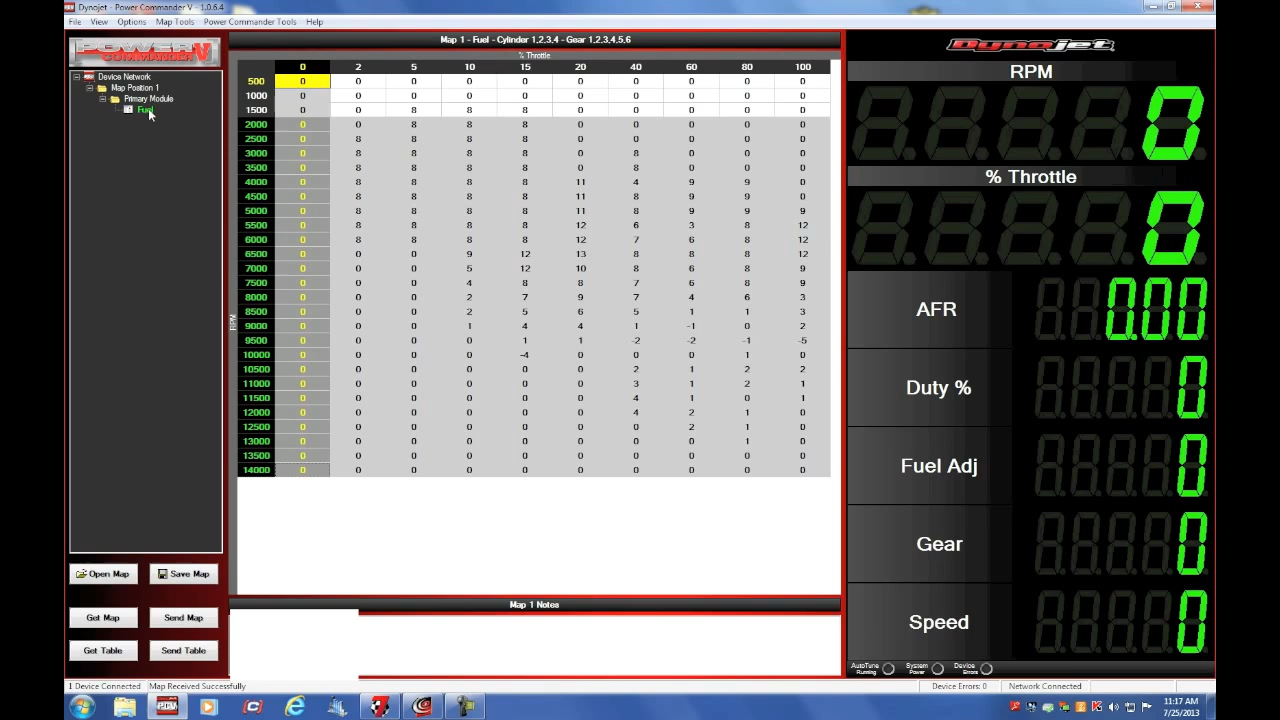 Dynojet - Power Commander V - 1.0.6.4
File View Options Map Tools Power Commander Tools Help
POWER COMMANDER V
Device Network
Map Position 1
Primary Module
Fuel
Open Map Save Map
Get Map Send Map
Get Table Send Table
Map 1 - Fuel - Cylinder 1,2,3,4 - Gear 1,2,3,4,5,6
% Throttle
RPM
0 2 5 10 15 20 40 60 80 100
500 0 0 0 0 0 0 0 0 0 0
1000 0 0 0 0 0 0 0 0 0 0
1500 0 0 8 8 8 0 0 0 0 0
2000 0 0 8 8 8 0 0 0 0 0
2500 0 8 8 8 8 0 0 0 0 0
3000 0 8 8 8 8 0 8 0 0 0
3500 0 8 8 8 8 0 8 0 0 0
4000 0 8 8 8 8 11 4 9 9 0
4500 0 8 8 8 8 11 8 9 9 0
5000 0 8 8 8 8 11 8 9 9 9
5500 0 8 8 8 8 12 6 3 8 12
6000 0 8 8 8 8 12 7 6 8 12
6500 0 0 0 9 12 13 8 8 8 12
7000 0 0 0 5 12 10 8 6 8 9
7500 0 0 0 4 8 8 7 6 8 9
8000 0 0 0 2 7 9 7 4 6 3
8500 0 0 0 2 5 6 5 1 1 3
9000 0 0 0 1 4 4 1 -1 0 2
9500 0 0 0 0 1 1 -2 -2 -1 -5
10000 0 0 0 0 -4 0 0 0 1 0
10500 0 0 0 0 0 0 2 1 2 2
11000 0 0 0 0 0 0 3 1 2 1
11500 0 0 0 0 0 0 4 1 0 1
12000 0 0 0 0 0 0 4 2 1 0
12500 0 0 0 0 0 0 0 2 1 0
13000 0 0 0 0 0 0 0 0 1 0
13500 0 0 0 0 0 0 0 0 0 0
14000 0 0 0 0 0 0 0 0 0 0
Map 1 Notes
Dynojet
RPM
0
% Throttle
0
AFR 0.00
Duty % 0
Fuel Adj 0
Gear 0
Speed 0
AutoTune Running System Power Device Errors
1 Device Connected Map Received Successfully Device Errors: 0 Network Connected
11:17 AM
7/25/2013